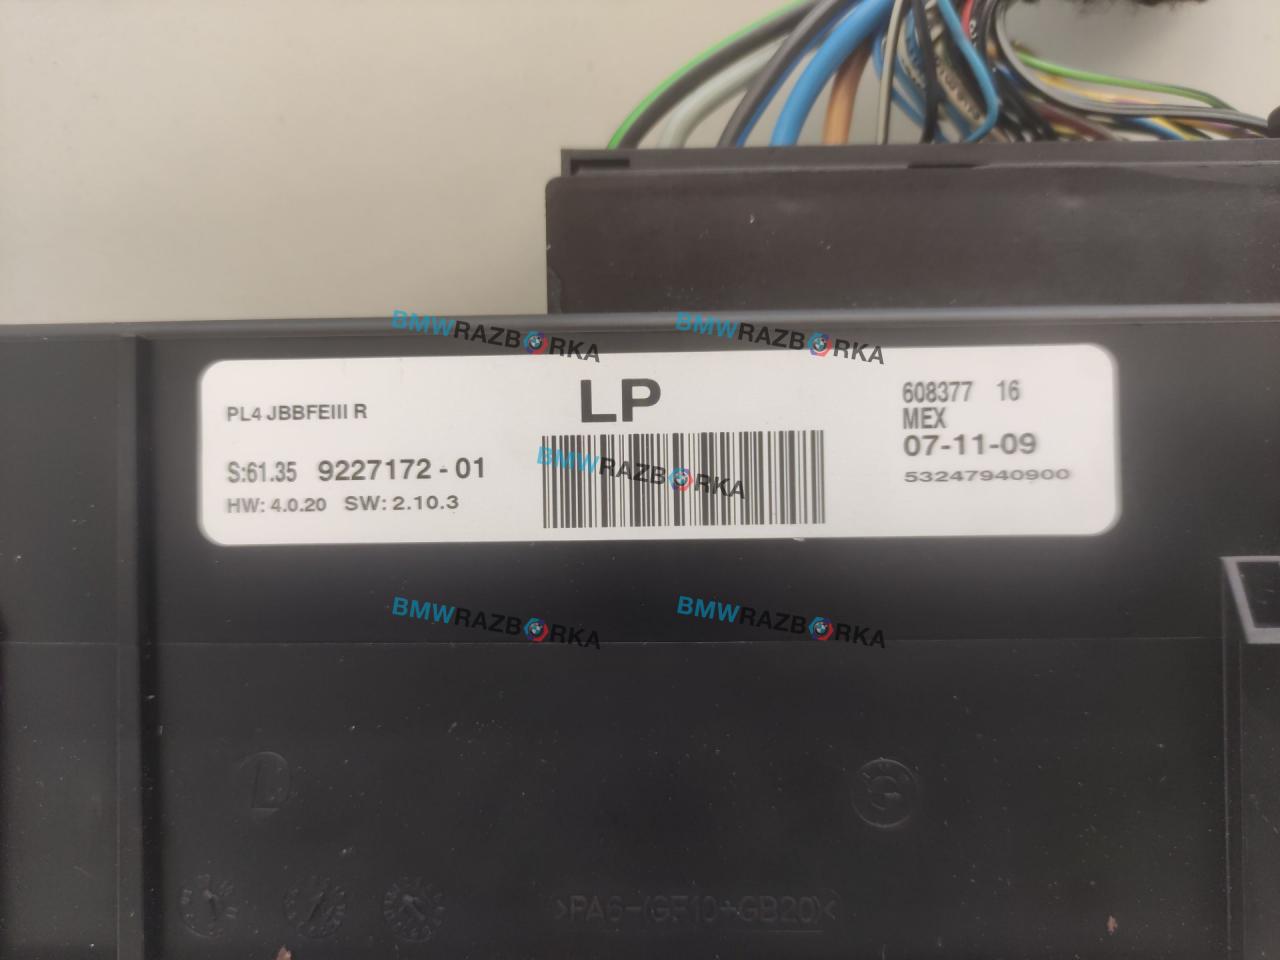 BMWRAZBORKA BMWRAZBORKA
PL4 JBBFEIII R
LP
608377 16
MEX
07-11-09
53247940900
S:61.35 9227172 - 01
HW: 4.0.20 SW: 2.10.3
BMWRAZBORKA
BMWRAZBORKA BMWRAZBORKA
>PA6-(GF10+GB20)<